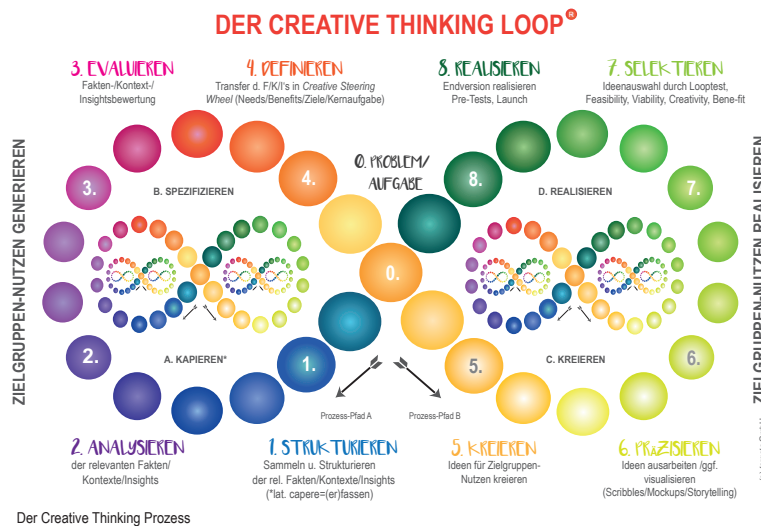 DER CREATIVE THINKING LOOP®
3. EVALUIEREN
Fakten-/Kontext-/
Insightsbewertung
4. DEFINIEREN
Transfer d. F/K/I's in Creative Steering
Wheel (Needs/Benefits/Ziele/Kernaufgabe)
8. REALISIEREN
Endversion realisieren
Pre-Tests, Launch
7. SELEKTIEREN
Ideenauswahl durch Looptest,
Feasibility, Viability, Creativity, Bene-fit
ZIELGRUPPEN-NUTZEN GENERIEREN
0. PROBLEM/
AUFGABE
ZIELGRUPPEN-NUTZEN REALISIEREN
3.
B. SPEZIFIZIEREN
4.
8.
D. REALISIEREN
7.
0.
2.
A. KAPIEREN*
1.
5.
C. KREIEREN
6.
Prozess-Pfad A
Prozess-Pfad B
2. ANALYSIEREN
der relevanten Fakten/
Kontexte/Insights
1. STRUKTURIEREN
Sammeln u. Strukturieren
der rel. Fakten/Kontexte/Insights
(*lat. capere=(er)fassen)
5. KREIEREN
Ideen für Zielgruppen-
Nutzen kreieren
6. PRÄZISIEREN
Ideen ausarbeiten /ggf.
visualisieren
(Scribbles/Mockups/Storytelling)
Der Creative Thinking Prozess